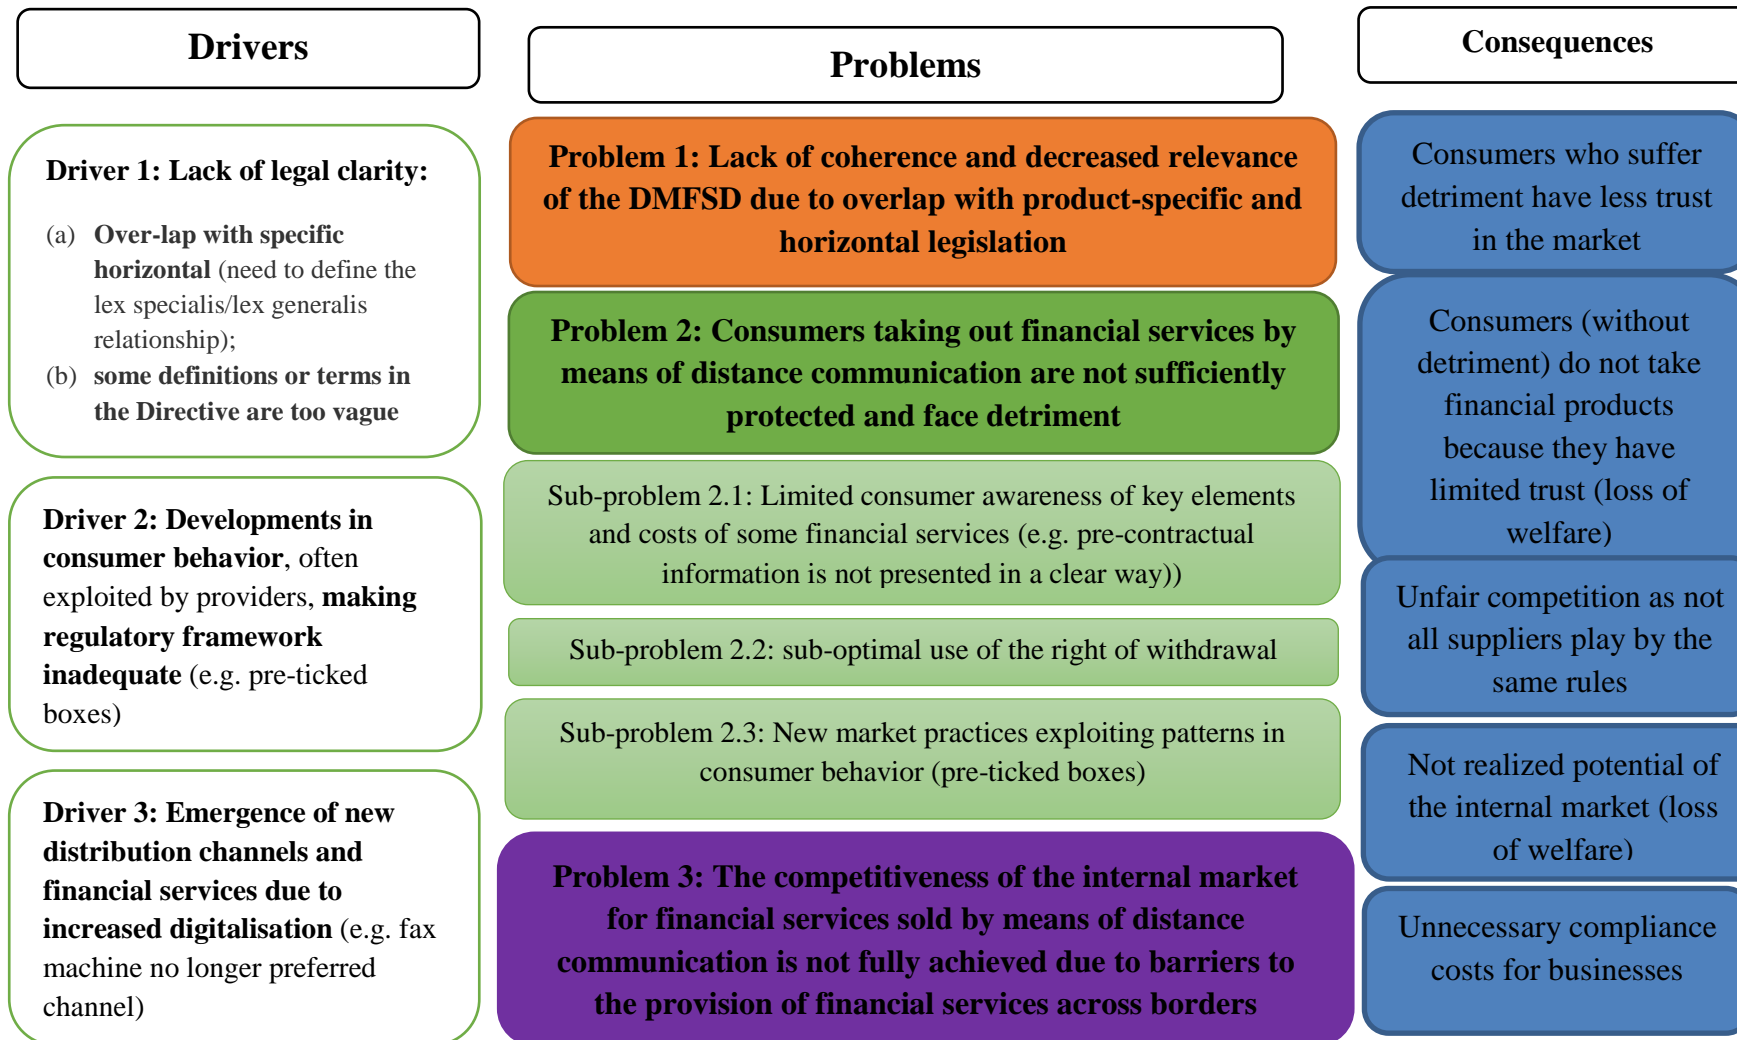 Drivers
Driver 1: Lack of legal clarity:
(a) Over-lap with specific
horizontal (need to define the
lex specialis/lex generalis
relationship);
(b) some definitions or terms in
the Directive are too vague
Driver 2: Developments in
consumer behavior, often
exploited by providers, making
regulatory framework
inadequate (e.g. pre-ticked
boxes)
Driver 3: Emergence of new
distribution channels and
financial services due to
increased digitalisation (e.g. fax
machine no longer preferred
channel)
Problems
Problem 1: Lack of coherence and decreased relevance
of the DMFSD due to overlap with product-specific and
horizontal legislation
Problem 2: Consumers taking out financial services by
means of distance communication are not sufficiently
protected and face detriment
Sub-problem 2.1: Limited consumer awareness of key elements
and costs of some financial services (e.g. pre-contractual
information is not presented in a clear way))
Sub-problem 2.2: sub-optimal use of the right of withdrawal
Sub-problem 2.3: New market practices exploiting patterns in
consumer behavior (pre-ticked boxes)
Problem 3: The competitiveness of the internal market
for financial services sold by means of distance
communication is not fully achieved due to barriers to
the provision of financial services across borders
Consequences
Consumers who suffer
detriment have less trust
in the market
Consumers (without
detriment) do not take
financial products
because they have
limited trust (loss of
welfare)
Unfair competition as not
all suppliers play by the
same rules
Not realized potential of
the internal market (loss
of welfare)
Unnecessary compliance
costs for businesses